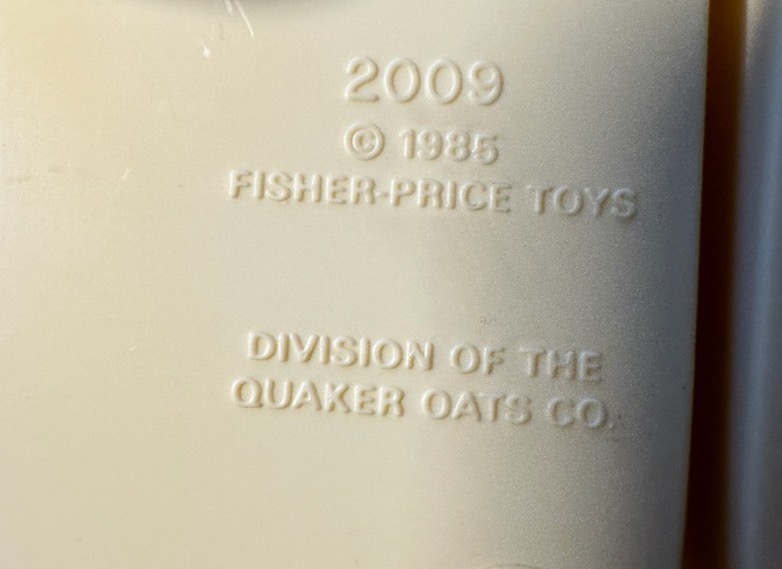 2009
© 1985
FISHER-PRICE TOYS
DIVISION OF THE
QUAKER OATS CO.